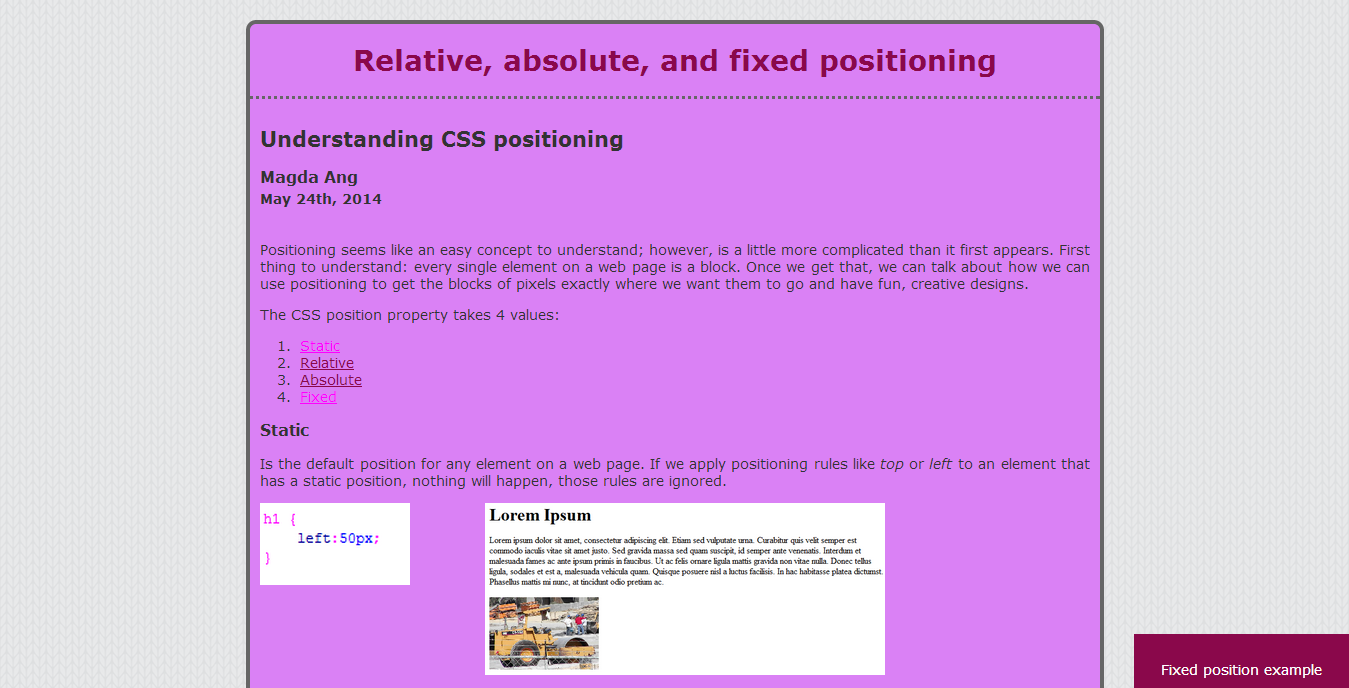 Relative, absolute, and fixed positioning
Understanding CSS positioning
Magda Ang
May 24th, 2014
Positioning seems like an easy concept to understand; however, is a little more complicated than it first appears. First
thing to understand: every single element on a web page is a block. Once we get that, we can talk about how we can
use positioning to get the blocks of pixels exactly where we want them to go and have fun, creative designs.
The CSS position property takes 4 values:
1. Static
2. Relative
3. Absolute
4. Fixed
Static
Is the default position for any element on a web page. If we apply positioning rules like top or left to an element that
has a static position, nothing will happen, those rules are ignored.
h1 {
left:50px;
}
Lorem Ipsum
Lorem ipsum dolor sit amet, consectetur adipiscing elit. Etiam sed vulputate urna. Curabitur quis velit semper est
commodo iaculis vitae sit amet justo. Sed gravida massa sed quam suscipit, id semper ante venenatis. Interdum et
malesuada fames ac ante ipsum primis in faucibus. Ut ac felis ornare ligula mattis gravida non vitae nulla. Donec tellus
ligula, sodales et est a, malesuada vehicula quam. Quisque posuere nisl a luctus facilisis. In hac habitasse platea dictumst.
Phasellus mattis mi nunc, at tincidunt odio pretium ac.
Fixed position example